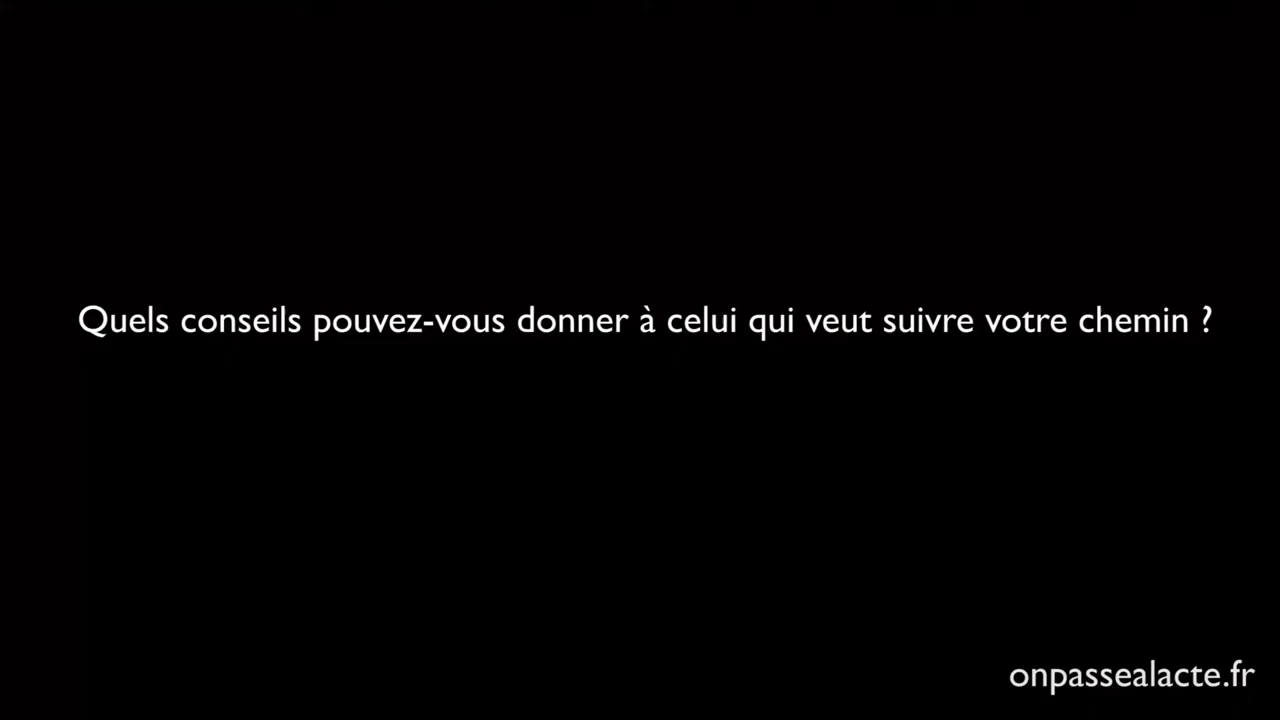 Quels conseils pouvez-vous donner à celui qui veut suivre votre chemin ?
onpassealacte.fr